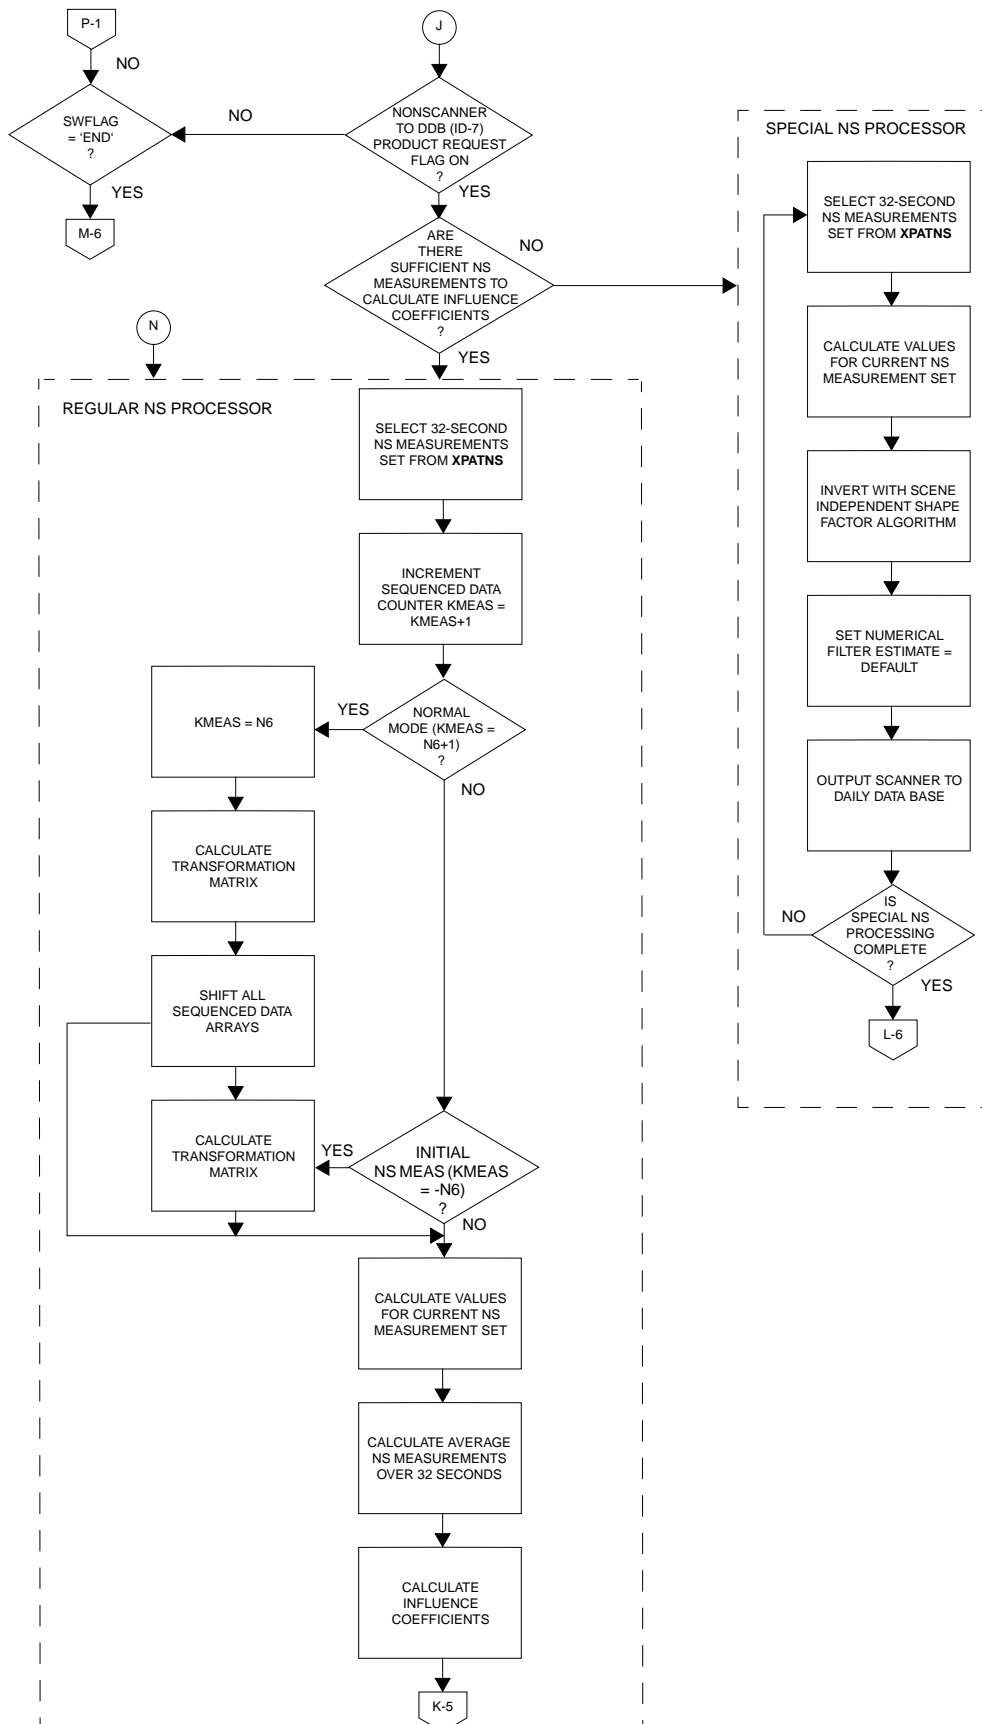 P-1
NO
SWFLAG
= ‘END‘
?
YES
M-6
J
NO
NONSCANNER
TO DDB (ID-7)
PRODUCT REQUEST
FLAG ON
?
YES
ARE
THERE
SUFFICIENT NS
MEASUREMENTS TO
CALCULATE INFLUENCE
COEFFICIENTS
?
NO
YES
N
REGULAR NS PROCESSOR
SELECT 32-SECOND
NS MEASUREMENTS
SET FROM XPATNS
INCREMENT
SEQUENCED DATA
COUNTER KMEAS =
KMEAS+1
NORMAL
MODE (KMEAS =
N6+1)
?
YES
NO
KMEAS = N6
CALCULATE
TRANSFORMATION
MATRIX
SHIFT ALL
SEQUENCED DATA
ARRAYS
CALCULATE
TRANSFORMATION
MATRIX
YES
INITIAL
NS MEAS (KMEAS
= -N6)
?
NO
CALCULATE VALUES
FOR CURRENT NS
MEASUREMENT SET
CALCULATE AVERAGE
NS MEASUREMENTS
OVER 32 SECONDS
CALCULATE
INFLUENCE
COEFFICIENTS
K-5
SPECIAL NS PROCESSOR
SELECT 32-SECOND
NS MEASUREMENTS
SET FROM XPATNS
CALCULATE VALUES
FOR CURRENT NS
MEASUREMENT SET
INVERT WITH SCENE
INDEPENDENT SHAPE
FACTOR ALGORITHM
SET NUMERICAL
FILTER ESTIMATE =
DEFAULT
OUTPUT SCANNER TO
DAILY DATA BASE
IS
SPECIAL NS
PROCESSING
COMPLETE
?
NO
YES
L-6